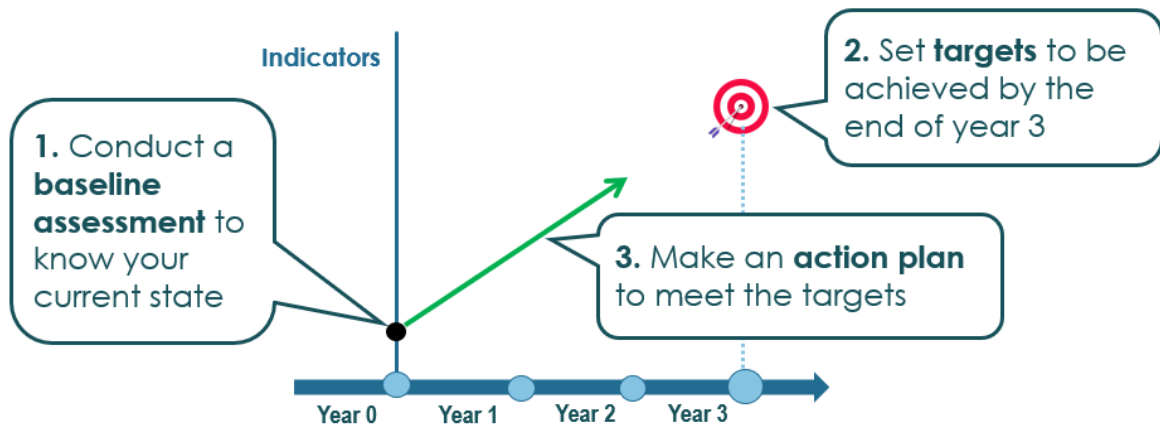 Indicators
1. Conduct a
baseline
assessment to
know your
current state
2. Set targets to be
achieved by the
end of year 3
3. Make an action plan
to meet the targets
Year 0
Year 1
Year 2
Year 3